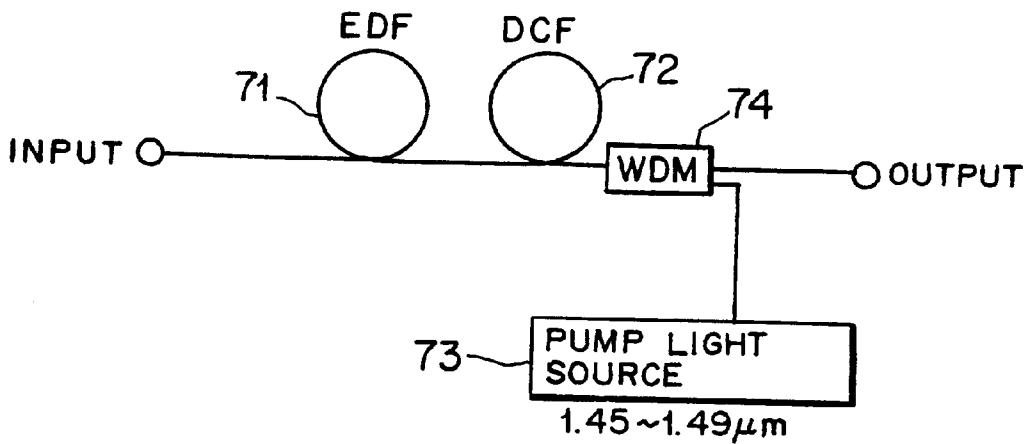 EDF
DCF
71
72
74
INPUT
WDM
OUTPUT
73
PUMP LIGHT
SOURCE
1.45~1.49μm